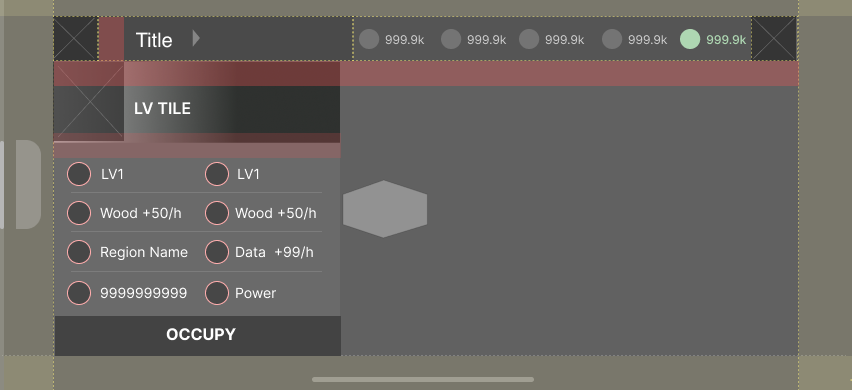 Title 999.9k 999.9k 999.9k 999.9k 999.9k
LV TILE
LV1 LV1
Wood +50/h Wood +50/h
Region Name Data +99/h
9999999999 Power
OCCUPY